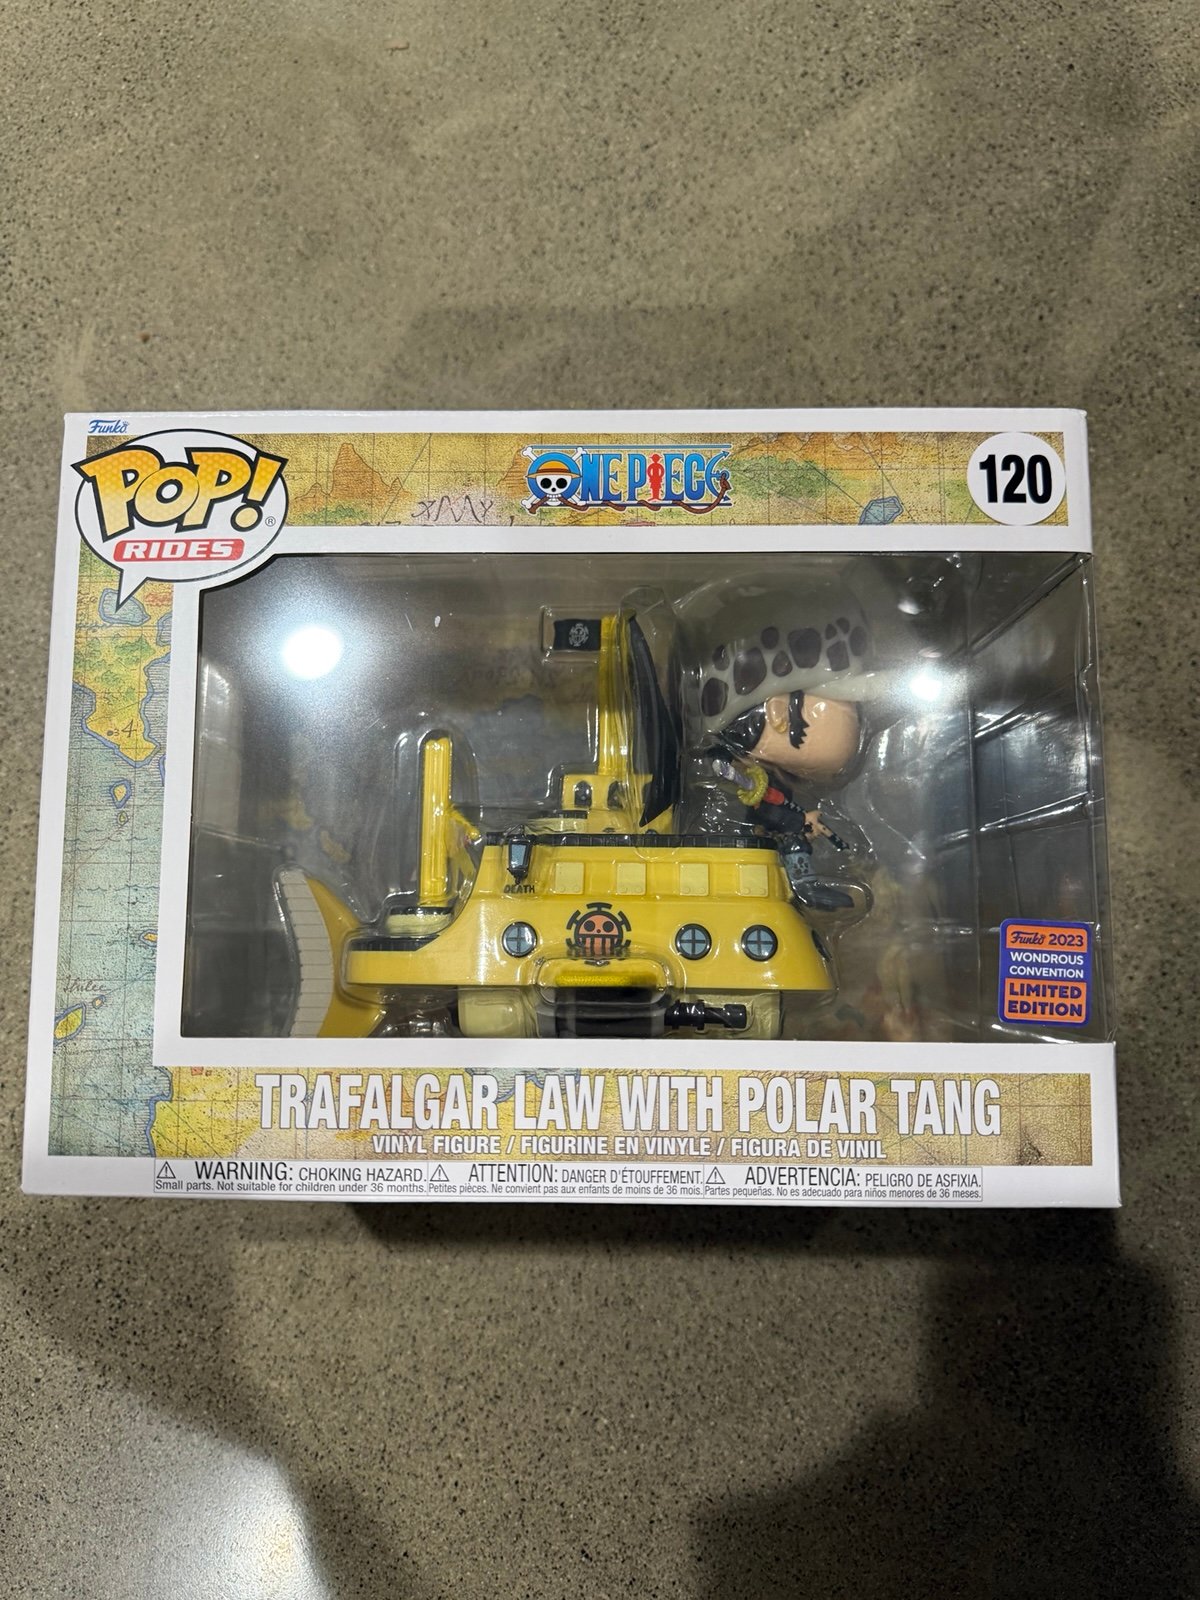 Funko
POP!®
RIDES
ONE PIECE
120
DEATH
Funko 2023
WONDROUS
CONVENTION
LIMITED
EDITION
TRAFALGAR LAW WITH POLAR TANG
VINYL FIGURE / FIGURINE EN VINYLE / FIGURA DE VINIL
WARNING: CHOKING HAZARD.
Small parts. Not suitable for children under 36 months.
ATTENTION: DANGER D'ÉTOUFFEMENT.
Petites pièces. Ne convient pas aux enfants de moins de 36 mois.
ADVERTENCIA: PELIGRO DE ASFIXIA.
Partes pequeñas. No es adecuado para niños menores de 36 meses.